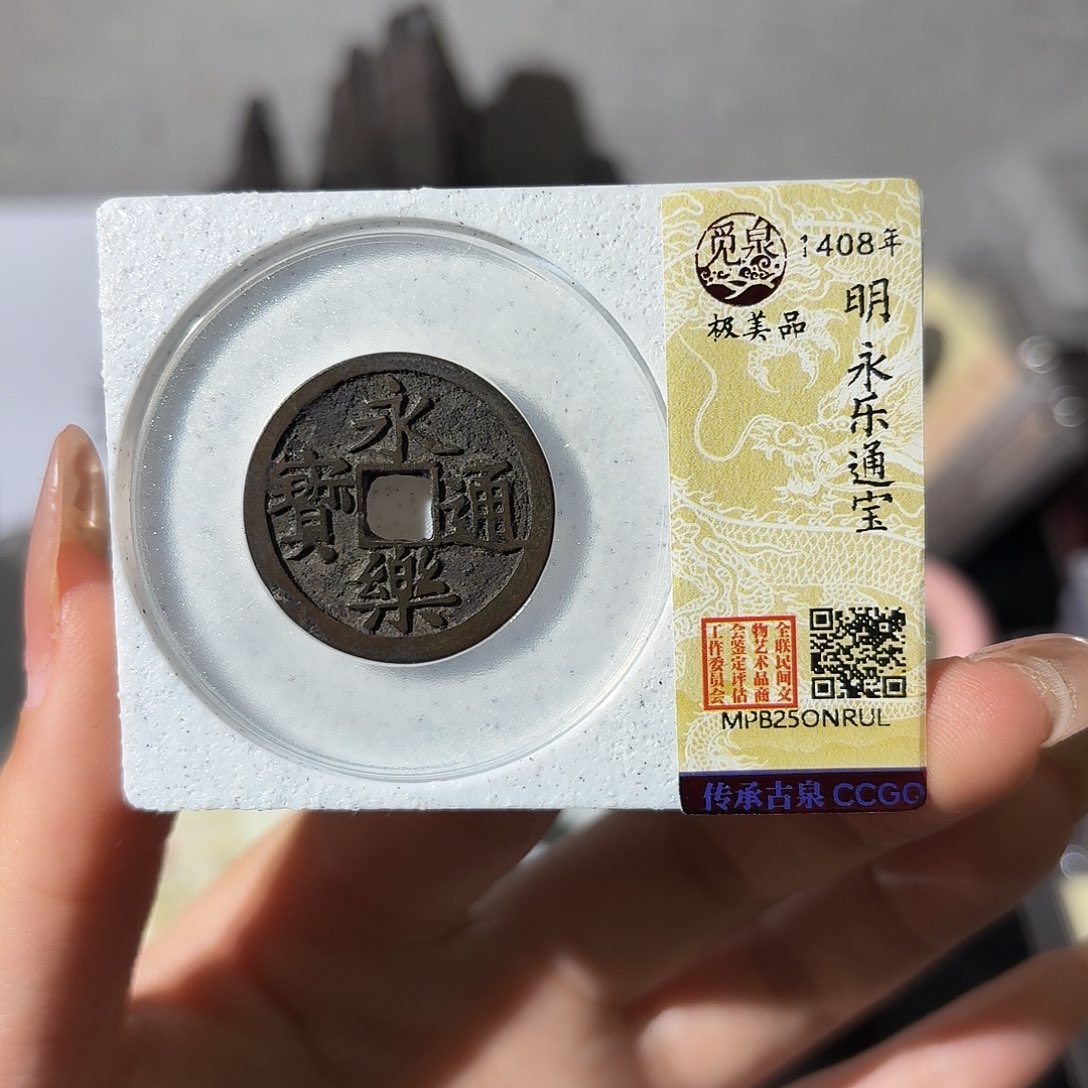 永樂通寳
覓泉
1408年
极美品
明 永乐通宝
全联民间文
物艺术品商
会鉴定评估
工作委员会
MPB25ONRUL
传承古泉 CCGC